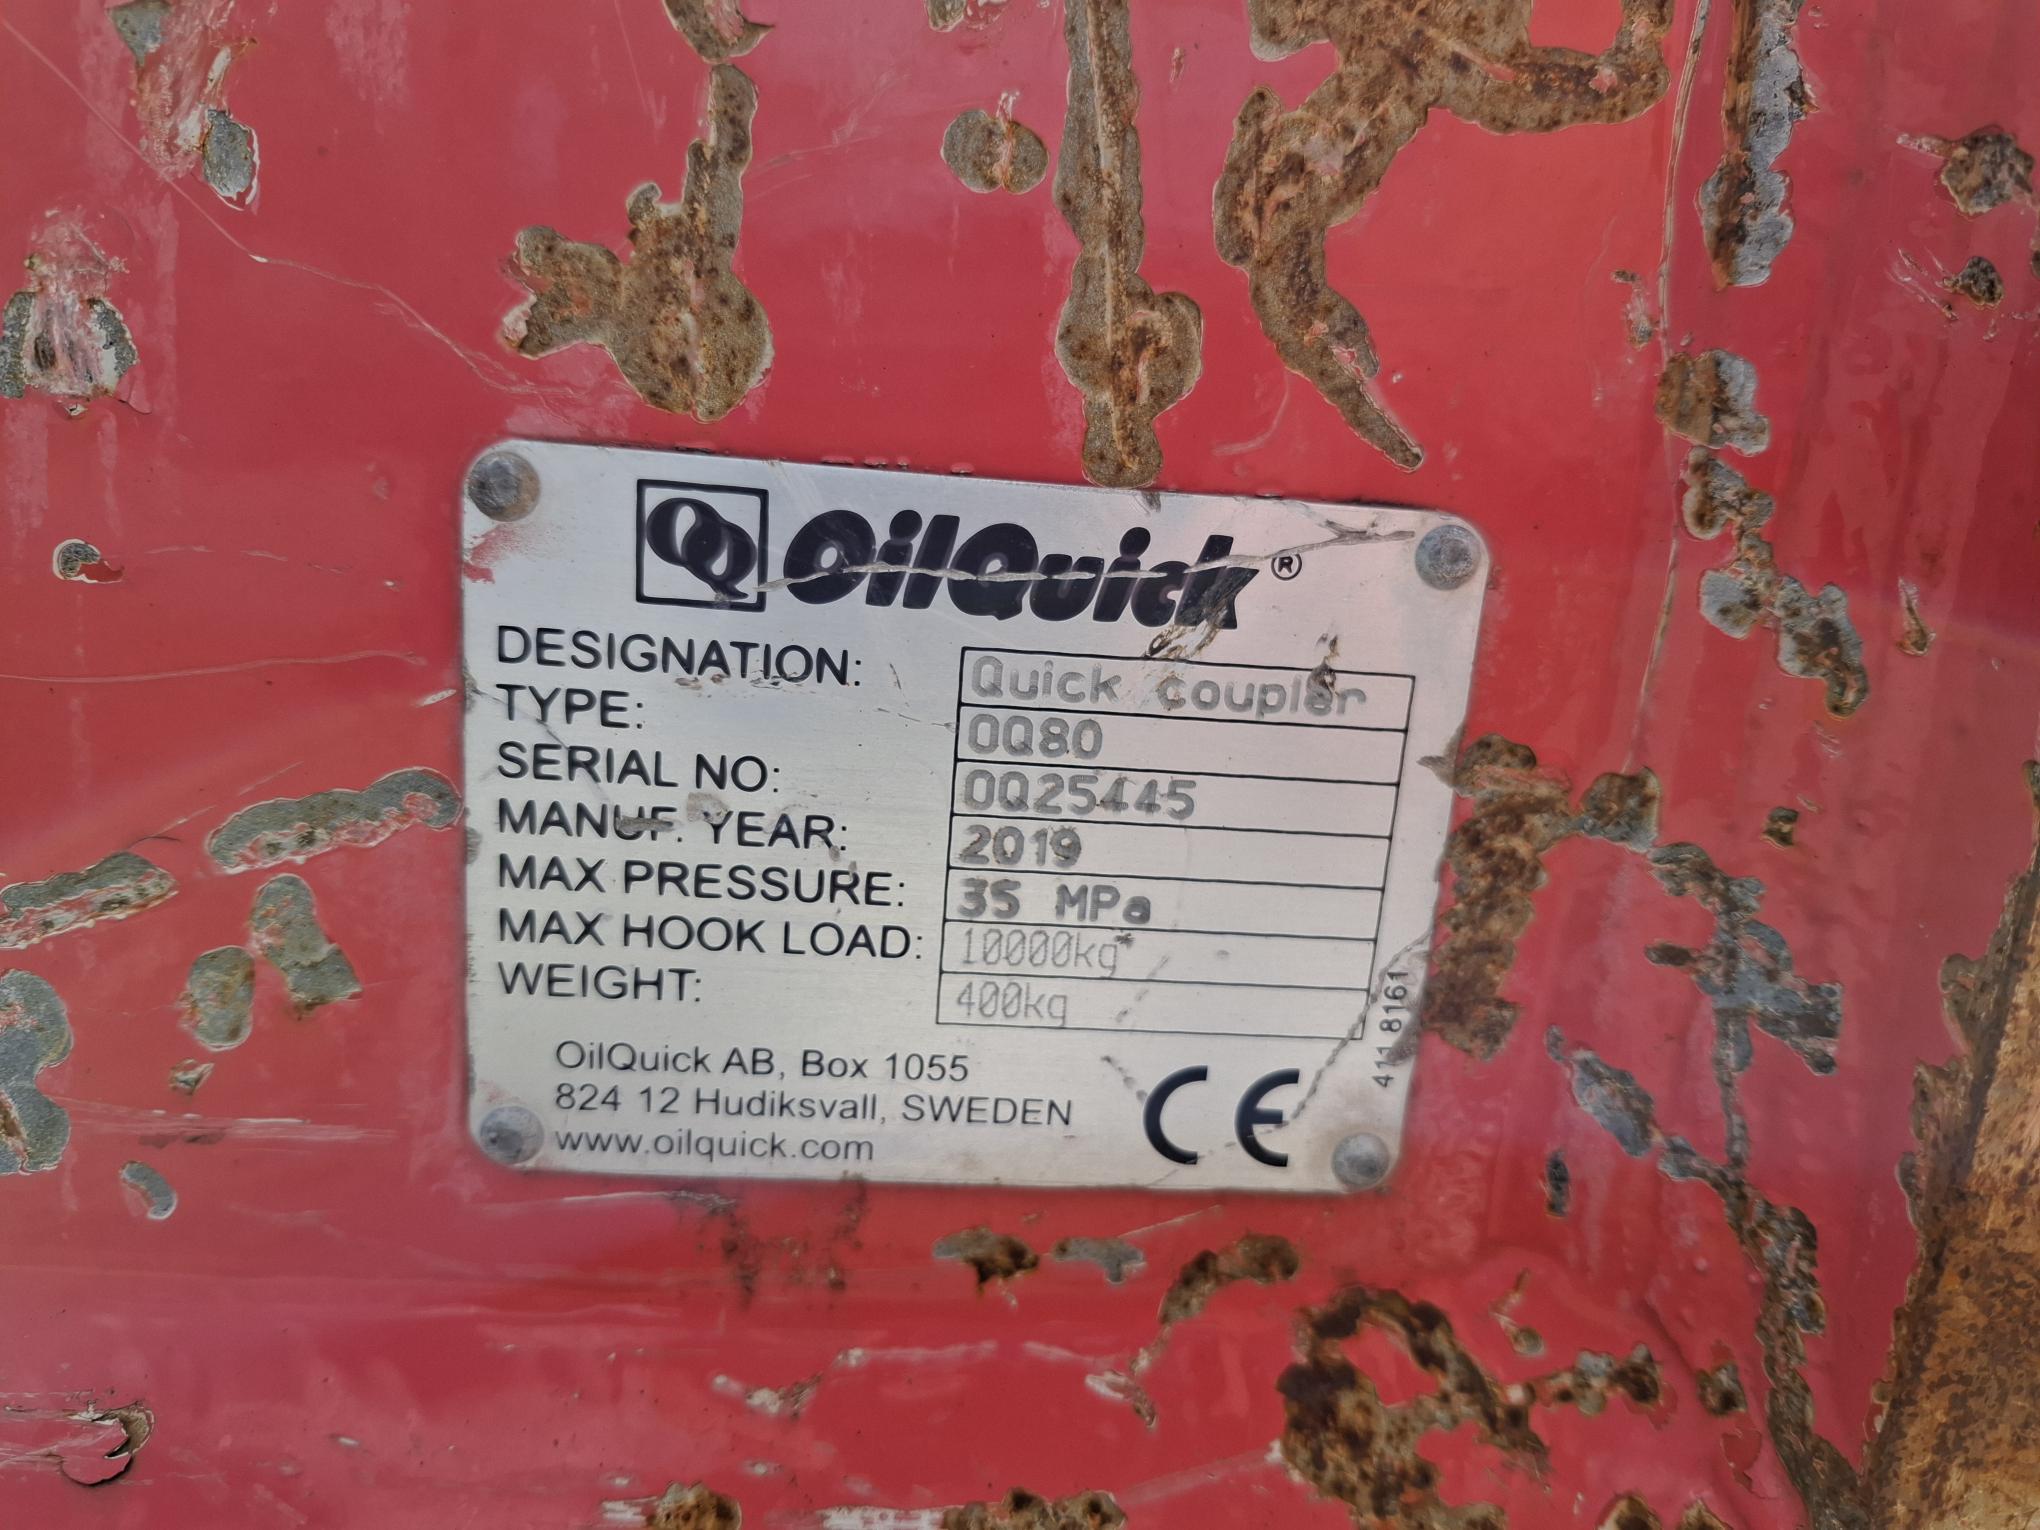 OilQuick®
DESIGNATION: Quick coupler
TYPE: OQ80
SERIAL NO: OQ25445
MANUF. YEAR: 2019
MAX PRESSURE: 35 MPa
MAX HOOK LOAD: 10000kg*
WEIGHT: 400kg
411 8161
OilQuick AB, Box 1055
824 12 Hudiksvall, SWEDEN
www.oilquick.com
CE